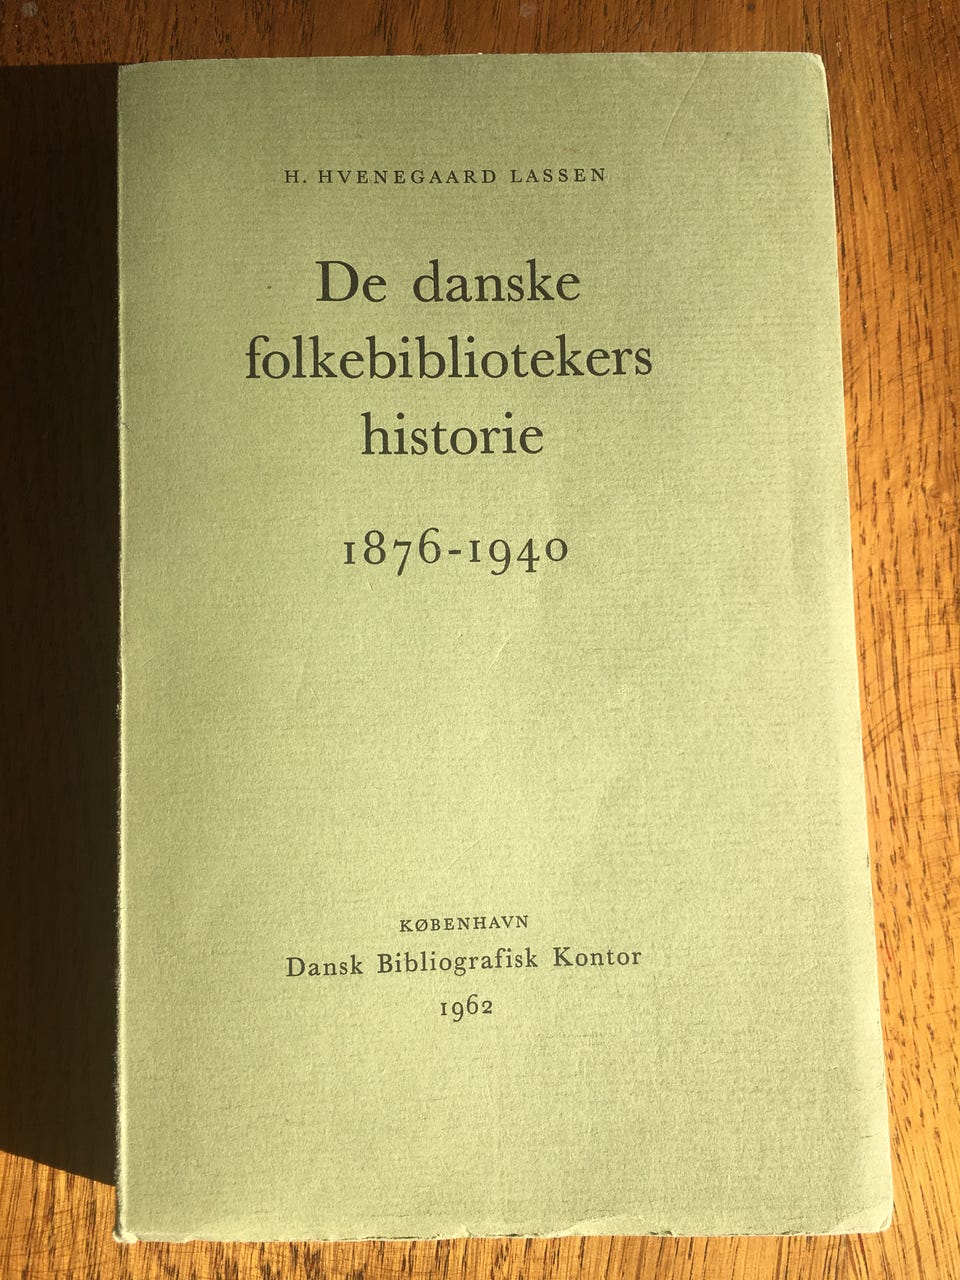 H. HVENEGAARD LASSEN
De danske
folkebibliotekers
historie
1876-1940
KØBENHAVN
Dansk Bibliografisk Kontor
1962